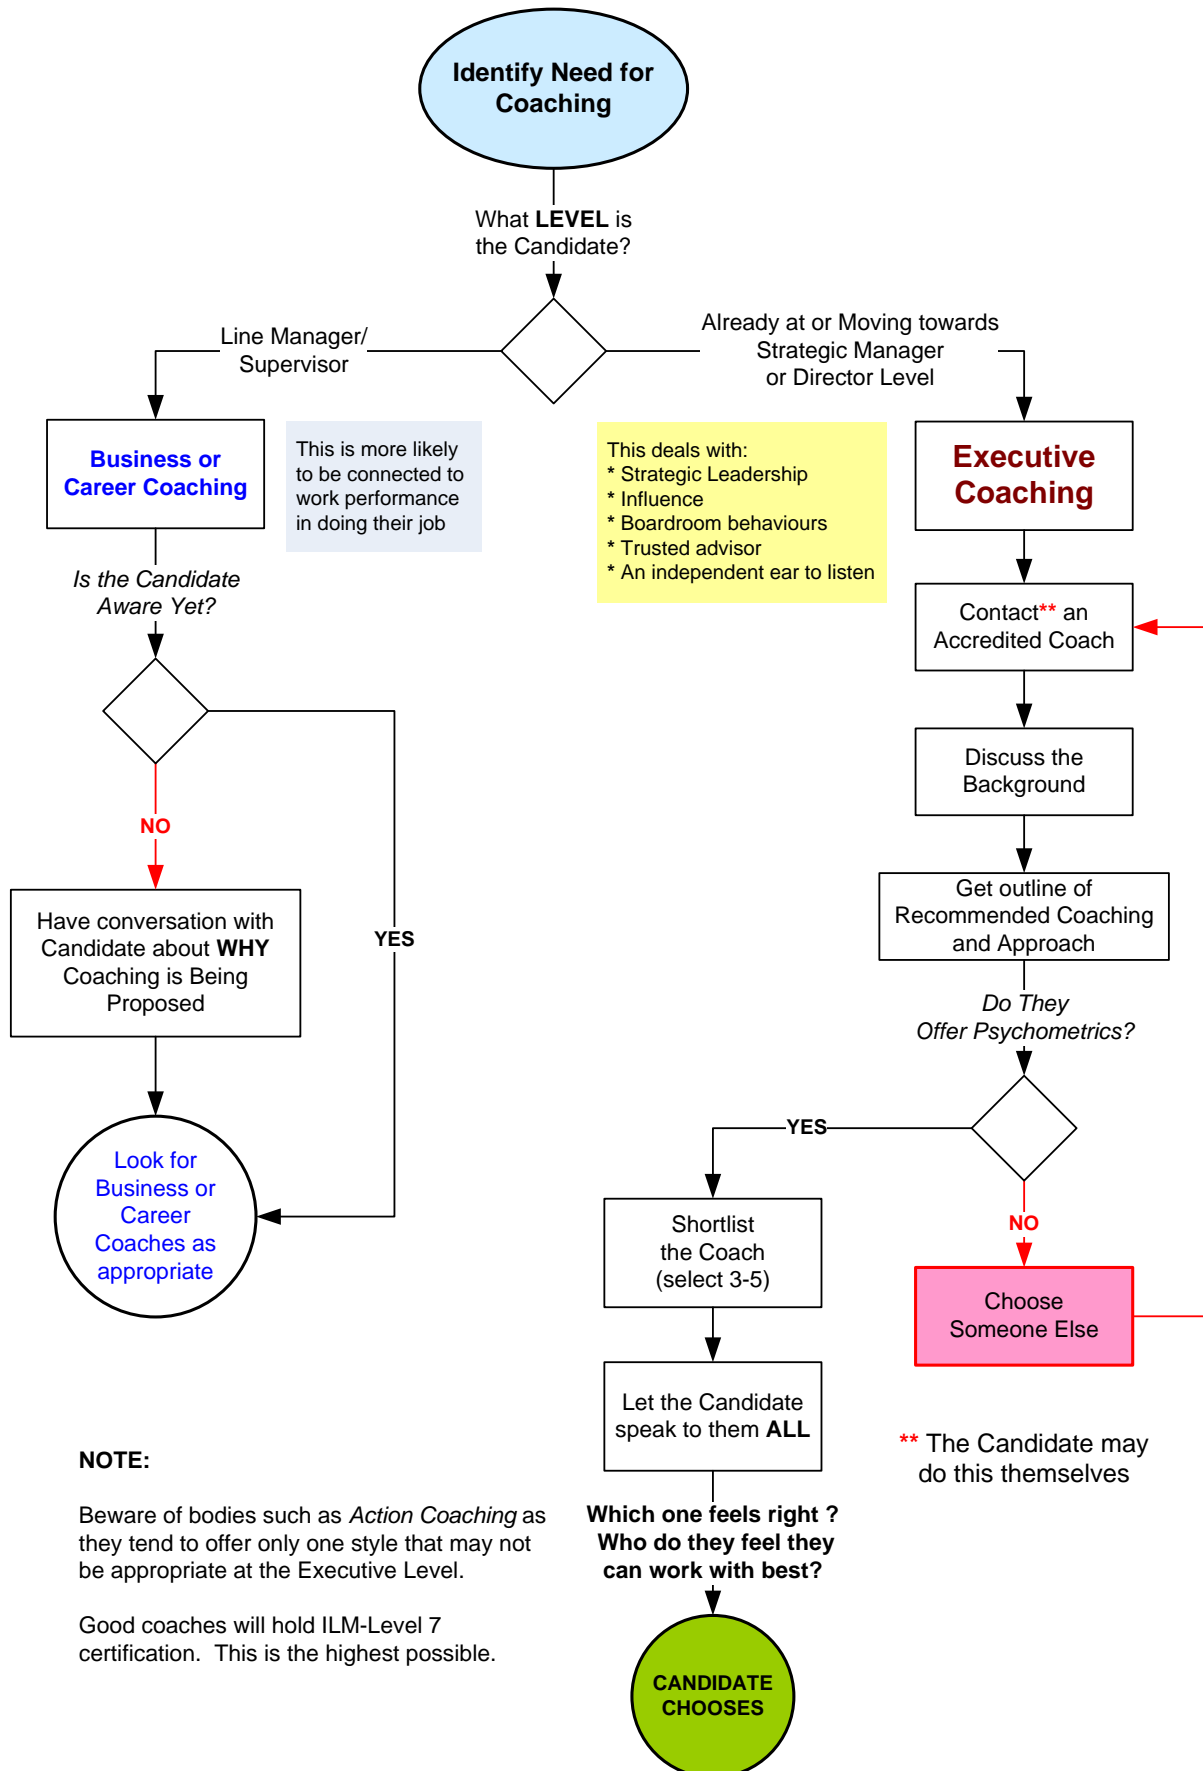 Identify Need for
Coaching
What LEVEL is
the Candidate?
Line Manager/
Supervisor
Already at or Moving towards
Strategic Manager
or Director Level
Business or
Career Coaching
This is more likely
to be connected to
work performance
in doing their job
This deals with:
* Strategic Leadership
* Influence
* Boardroom behaviours
* Trusted advisor
* An independent ear to listen
Executive
Coaching
Is the Candidate
Aware Yet?
Contact** an
Accredited Coach
Discuss the
Background
NO
Have conversation with
Candidate about WHY
Coaching is Being
Proposed
YES
Get outline of
Recommended Coaching
and Approach
Do They
Offer Psychometrics?
YES
Look for
Business or
Career
Coaches as
appropriate
Shortlist
the Coach
(select 3-5)
NO
Choose
Someone Else
Let the Candidate
speak to them ALL
** The Candidate may
do this themselves
NOTE:
Beware of bodies such as Action Coaching as
they tend to offer only one style that may not
be appropriate at the Executive Level.
Good coaches will hold ILM-Level 7
certification.  This is the highest possible.
Which one feels right ?
Who do they feel they
can work with best?
CANDIDATE
CHOOSES